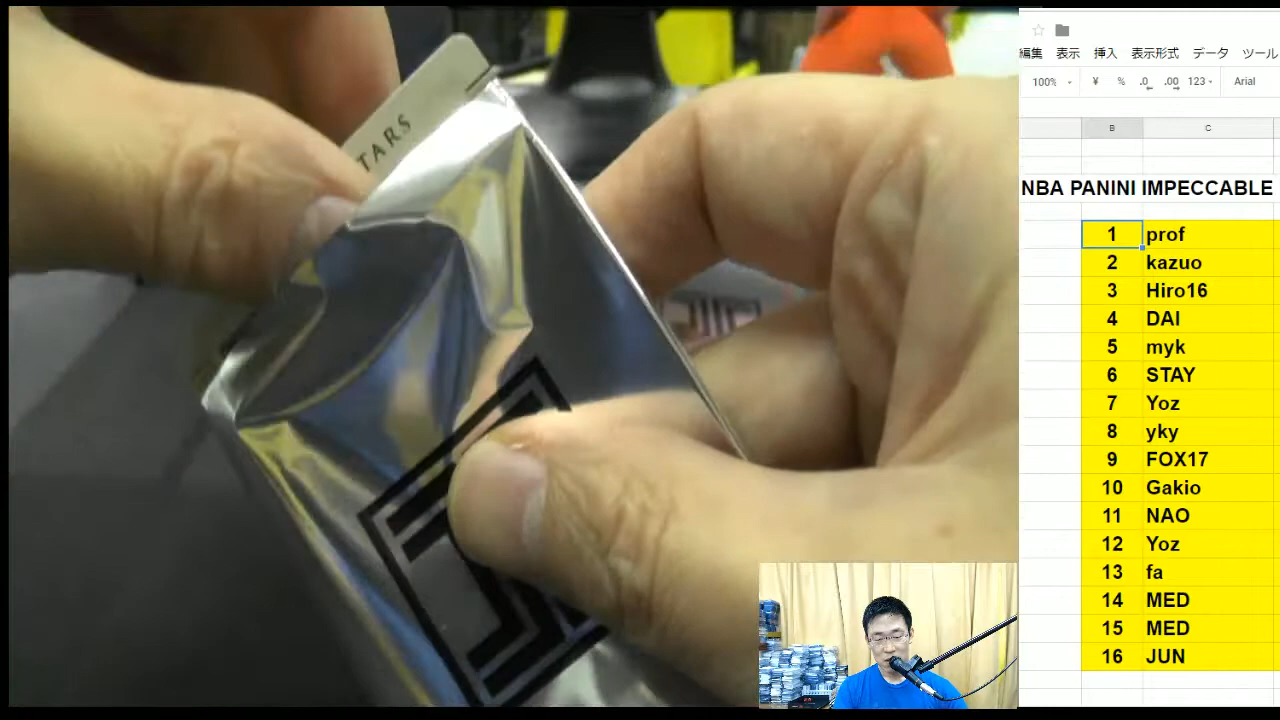 TARS
編集 表示 挿入 表示形式 データ ツール
100% ¥ % .0 .00 123 Arial
B C
NBA PANINI IMPECCABLE
1 prof
2 kazuo
3 Hiro16
4 DAI
5 myk
6 STAY
7 Yoz
8 yky
9 FOX17
10 Gakio
11 NAO
12 Yoz
13 fa
14 MED
15 MED
16 JUN